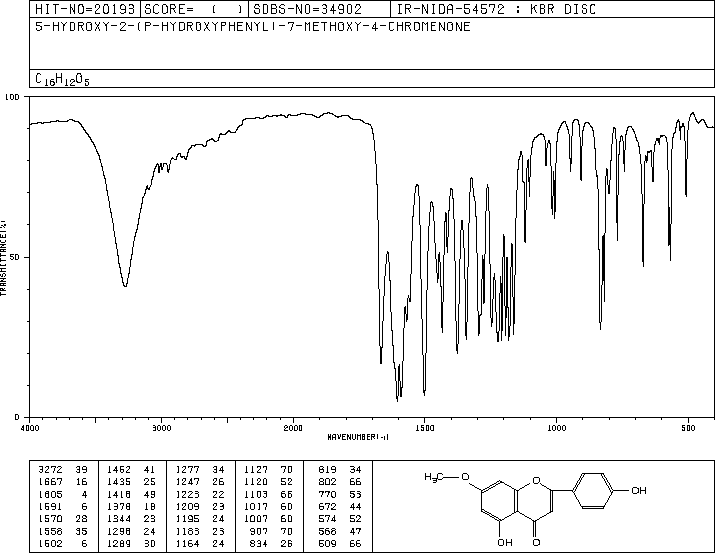 HIT-NO=20193 SCORE= ( ) SDBS-NO=34902 IR-NIDA-54572 : KBR DISC
5-HYDROXY-2-(P-HYDROXYPHENYL)-7-METHOXY-4-CHROMENONE
C16H12O5
100
50
0
TRANSMITTANCE(%)
4000 3000 2000 1500 1000 500
WAVENUMBER(-1)
3272 39 1452 41 1277 34 1127 70 819 34
1667 16 1435 25 1247 26 1120 52 802 66
1605 4 1418 49 1223 22 1103 66 770 53
1591 6 1378 18 1209 23 1017 60 672 44
1570 28 1344 23 1195 24 1007 60 574 52
1558 35 1298 24 1183 23 907 70 568 47
1502 6 1289 30 1164 24 834 26 509 66
H3C O O OH
OH O